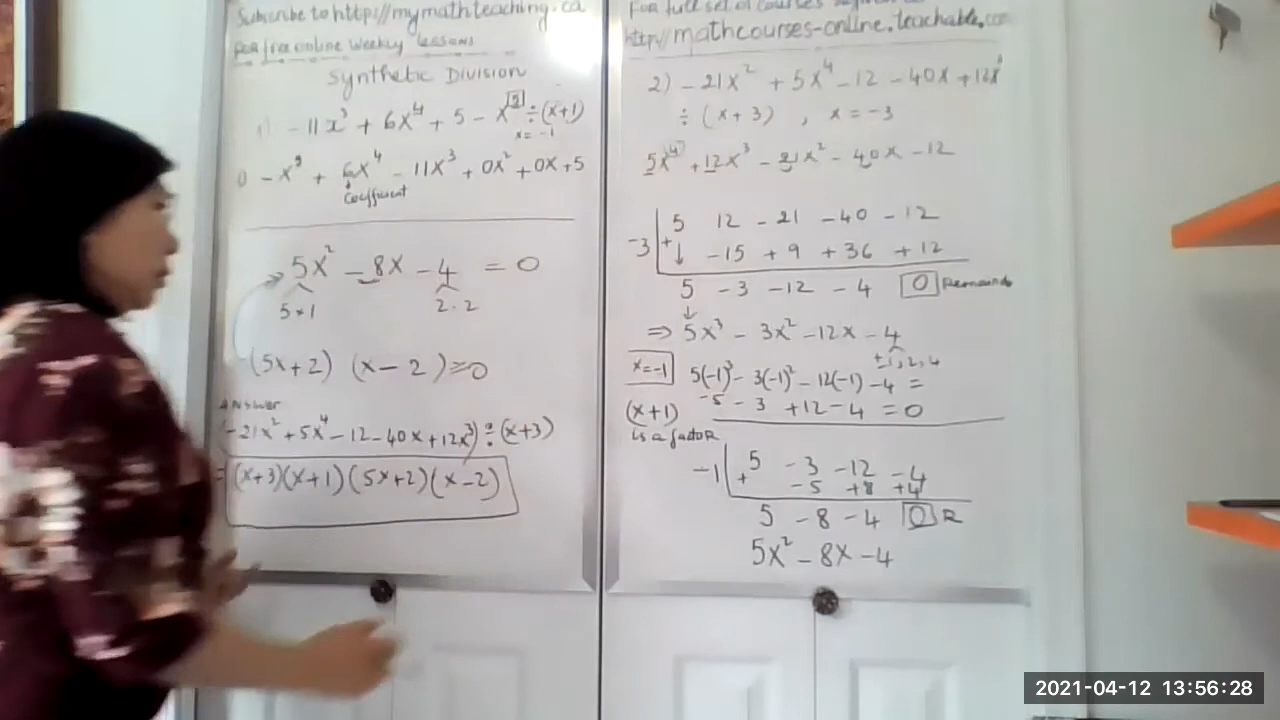 Subscribe to http://mymathteaching.ca
For free online weekly lessons
Synthetic Division
1) -11x³ + 6x⁴ + 5 - x⁹ ÷ (x+1)
x = -1
- x⁹ + 6x⁴ - 11x³ + 0x² + 0x + 5
Coefficient
5x² - 8x - 4 = 0
5 × 1 2 · 2
(5x+2) (x-2) = 0
Answer
(-21x² + 5x⁴ - 12 - 40x + 12x³) ÷ (x+3)
= (x+3)(x+1)(5x+2)(x-2)
For full set of courses
http://mathcourses-online.teachable.com
2) -21x² + 5x⁴ - 12 - 40x + 12x³
÷ (x+3) , x = -3
5x⁴ + 12x³ - 21x² - 40x - 12
5 12 - 21 - 40 - 12
-3 + ↓ - 15 + 9 + 36 + 12
5 - 3 - 12 - 4 0 Remainder
⇒ 5x³ - 3x² - 12x - 4
± 1, 2, 4
x = -1 5(-1)³ - 3(-1)² - 12(-1) - 4 =
-5 - 3 + 12 - 4 = 0
(x+1)
is a factor
-1 5 - 3 - 12 - 4
+ - 5 + 8 + 4
5 - 8 - 4 0 R
5x² - 8x - 4
2021-04-12 13:56:28